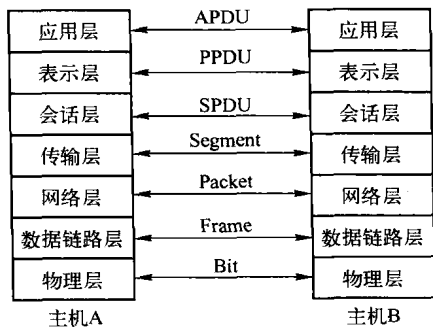 应用层 APDU 应用层
表示层 PPDU 表示层
会话层 SPDU 会话层
传输层 Segment 传输层
网络层 Packet 网络层
数据链路层 Frame 数据链路层
物理层 Bit 物理层
主机A 主机B